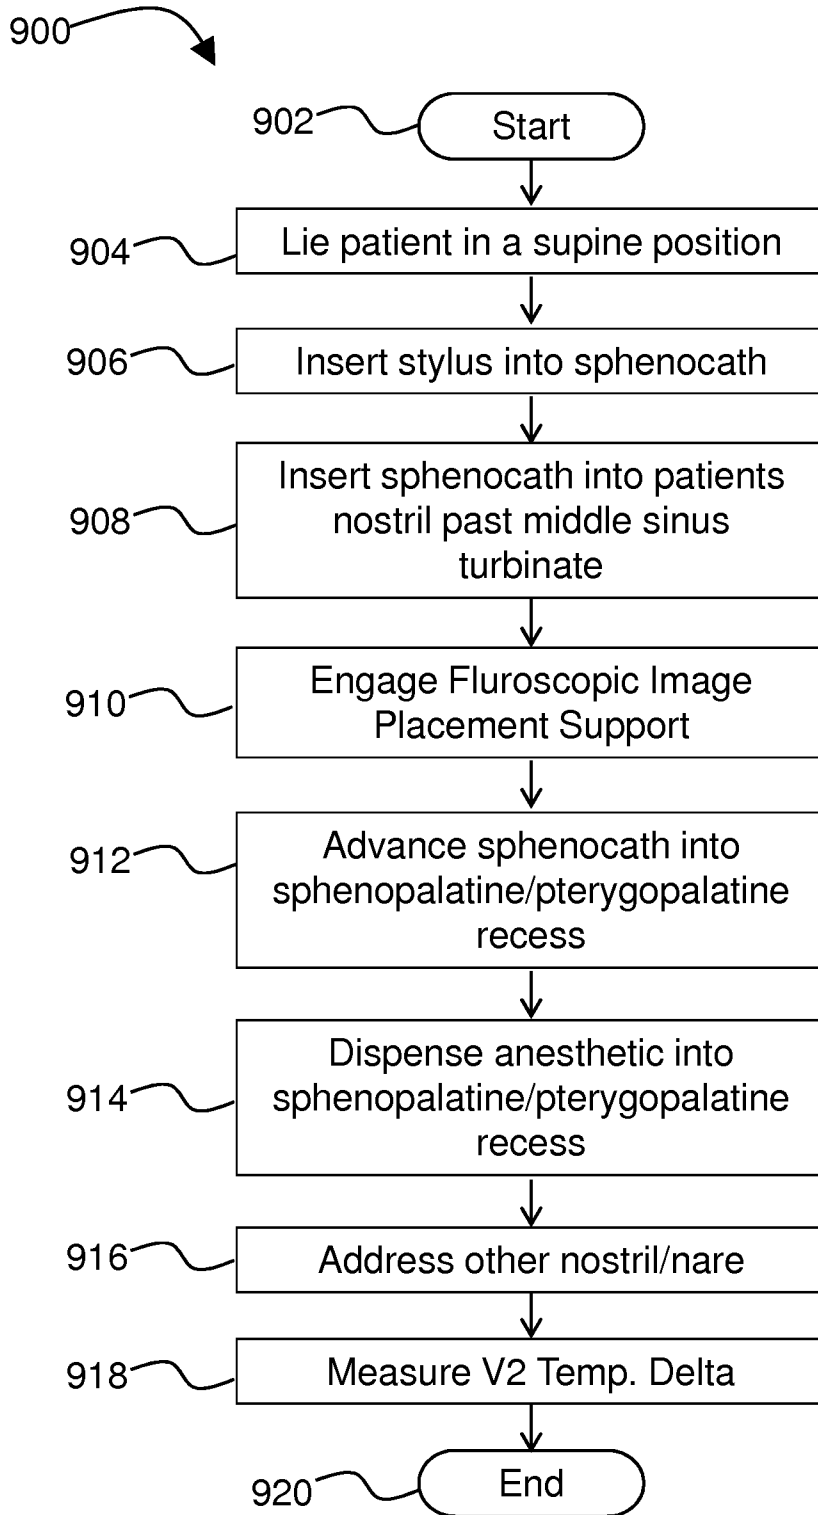 900
902
Start
904
Lie patient in a supine position
906
Insert stylus into sphenocath
908
Insert sphenocath into patients
nostril past middle sinus
turbinate
910
Engage Fluroscopic Image
Placement Support
912
Advance sphenocath into
sphenopalatine/pterygopalatine
recess
914
Dispense anesthetic into
sphenopalatine/pterygopalatine
recess
916
Address other nostril/nare
918
Measure V2 Temp. Delta
920
End